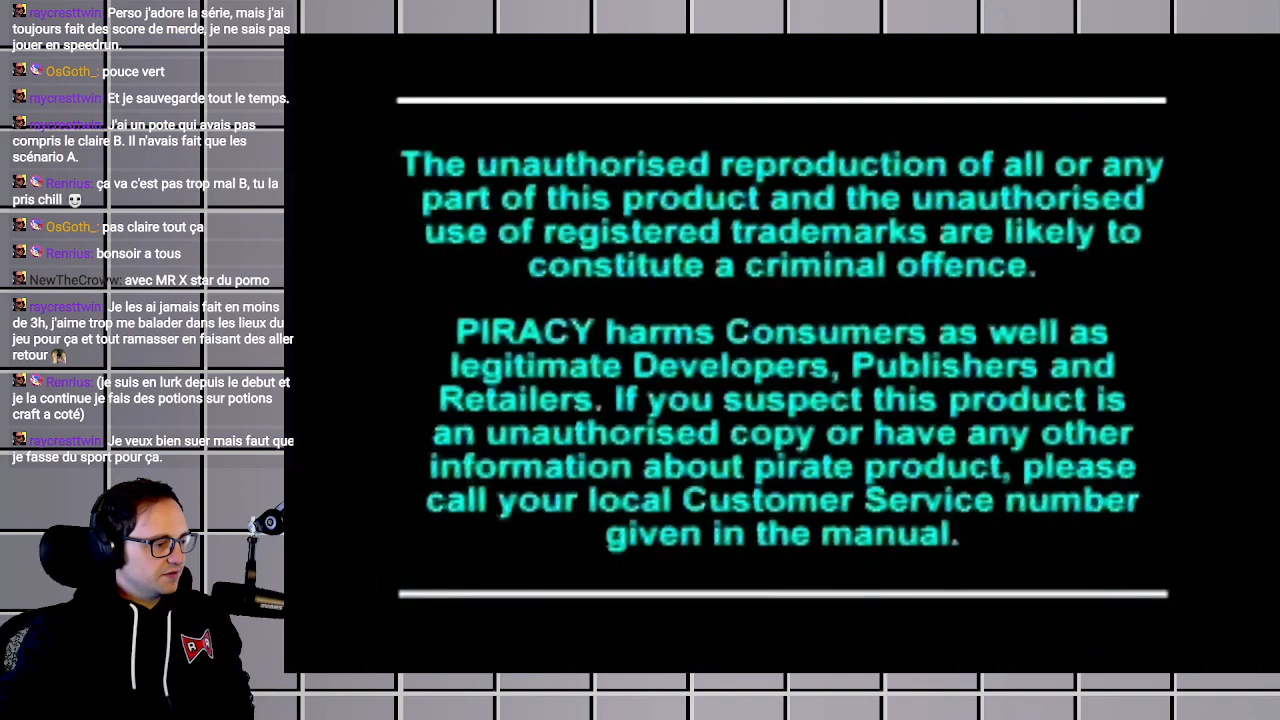 raycresttwin: Perso j'adore la série, mais j'ai
toujours fait des score de merde, je ne sais pas
jouer en speedrun.
OsGoth_: pouce vert
raycresttwin: Et je sauvegarde tout le temps.
raycresttwin: J'ai un pote qui avais pas
compris le claire B. Il n'avais fait que les
scénario A.
Renrius: ça va c'est pas trop mal B, tu la
pris chill
OsGoth_: pas claire tout ça
Renrius: bonsoir a tous
NewTheCroww: avec MR X star du porno
raycresttwin: Je les ai jamais fait en moins
de 3h, j'aime trop me balader dans les lieux du
jeu pour ça et tout ramasser en faisant des aller
retour
Renrius: (je suis en lurk depuis le debut et
je la continue je fais des potions sur potions
craft a coté)
raycresttwin: Je veux bien suer mais faut que
je fasse du sport pour ça.
The unauthorised reproduction of all or any
part of this product and the unauthorised
use of registered trademarks are likely to
constitute a criminal offence.
PIRACY harms Consumers as well as
legitimate Developers, Publishers and
Retailers. If you suspect this product is
an unauthorised copy or have any other
information about pirate product, please
call your local Customer Service number
given in the manual.
R R